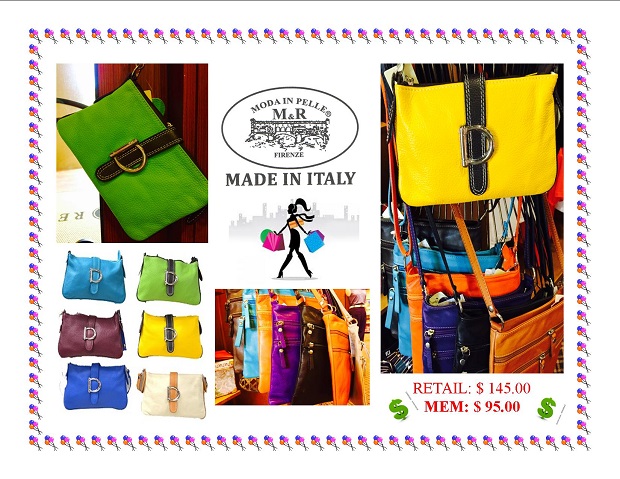 MODA IN PELLE®
M&R
FIRENZE
MADE IN ITALY
RETAIL: $ 145.00
MEM: $ 95.00